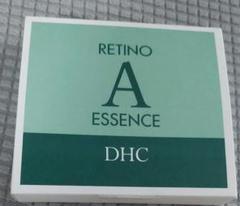 RETINO
A
ESSENCE
DHC